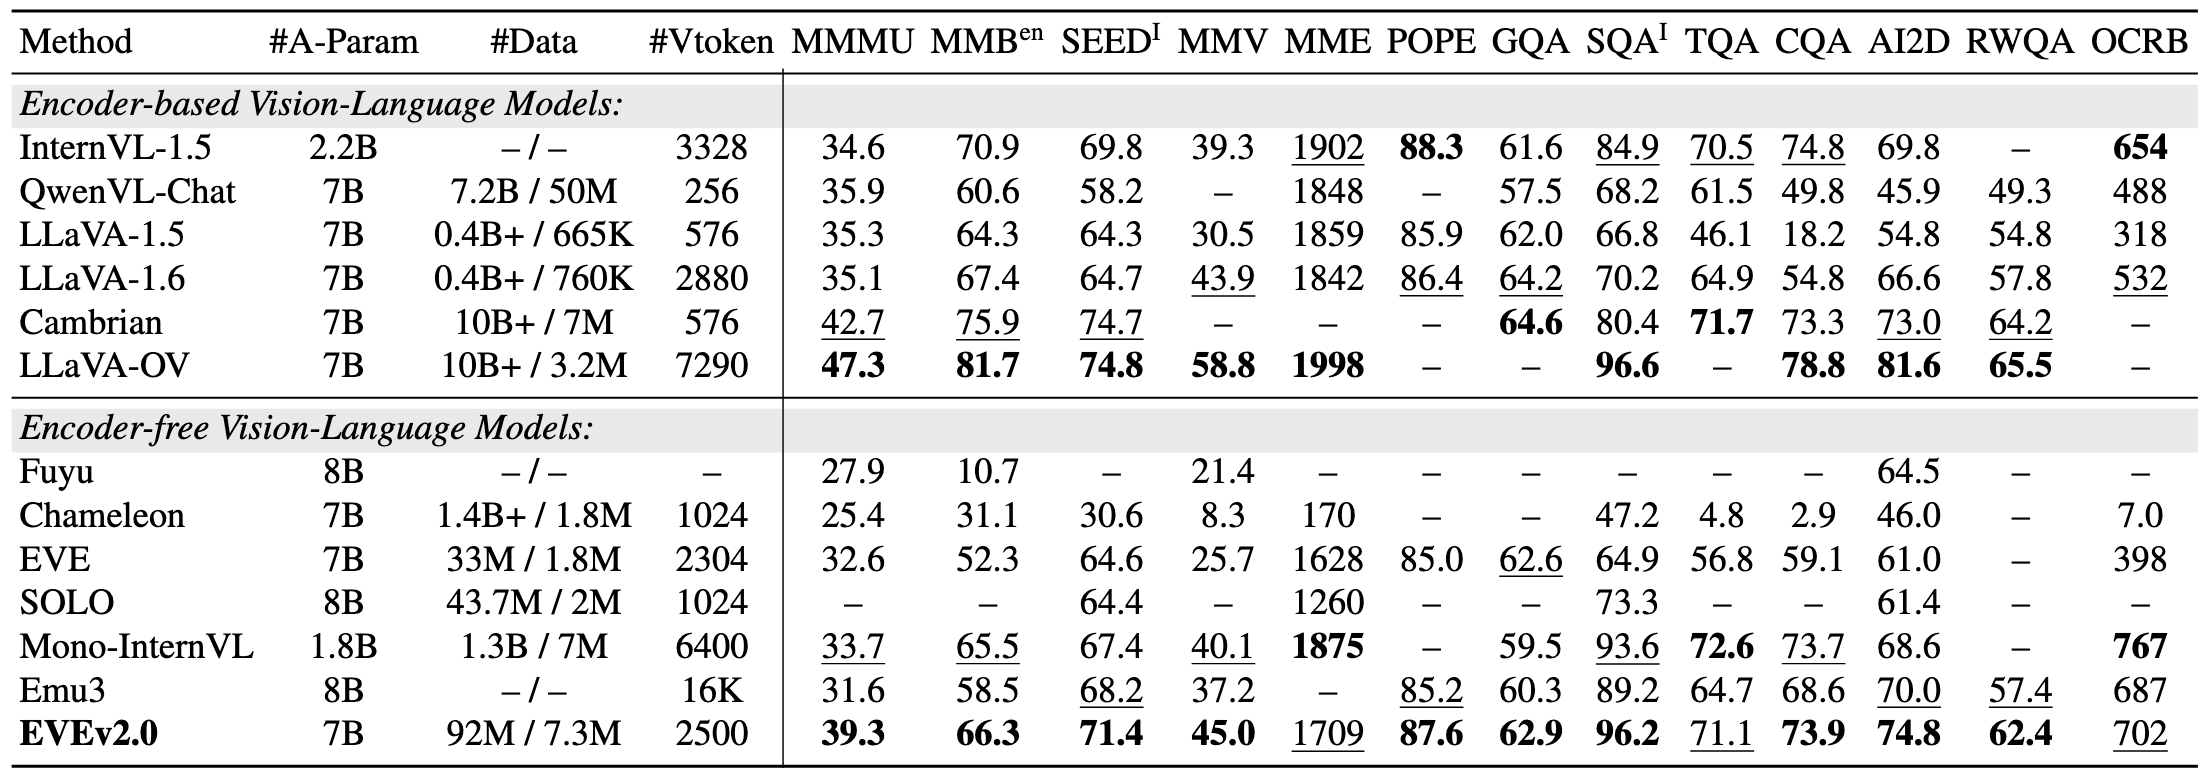 Method #A-Param #Data #Vtoken MMMU MMB^en SEED^I MMV MME POPE GQA SQA^I TQA CQA AI2D RWQA OCRB
Encoder-based Vision-Language Models:
InternVL-1.5 2.2B – / – 3328 34.6 70.9 69.8 39.3 1902 88.3 61.6 84.9 70.5 74.8 69.8 – 654
QwenVL-Chat 7B 7.2B / 50M 256 35.9 60.6 58.2 – 1848 – 57.5 68.2 61.5 49.8 45.9 49.3 488
LLaVA-1.5 7B 0.4B+ / 665K 576 35.3 64.3 64.3 30.5 1859 85.9 62.0 66.8 46.1 18.2 54.8 54.8 318
LLaVA-1.6 7B 0.4B+ / 760K 2880 35.1 67.4 64.7 43.9 1842 86.4 64.2 70.2 64.9 54.8 66.6 57.8 532
Cambrian 7B 10B+ / 7M 576 42.7 75.9 74.7 – – – 64.6 80.4 71.7 73.3 73.0 64.2 –
LLaVA-OV 7B 10B+ / 3.2M 7290 47.3 81.7 74.8 58.8 1998 – – 96.6 – 78.8 81.6 65.5 –
Encoder-free Vision-Language Models:
Fuyu 8B – / – – 27.9 10.7 – 21.4 – – – – – – 64.5 – –
Chameleon 7B 1.4B+ / 1.8M 1024 25.4 31.1 30.6 8.3 170 – – 47.2 4.8 2.9 46.0 – 7.0
EVE 7B 33M / 1.8M 2304 32.6 52.3 64.6 25.7 1628 85.0 62.6 64.9 56.8 59.1 61.0 – 398
SOLO 8B 43.7M / 2M 1024 – – 64.4 – 1260 – – 73.3 – – 61.4 – –
Mono-InternVL 1.8B 1.3B / 7M 6400 33.7 65.5 67.4 40.1 1875 – 59.5 93.6 72.6 73.7 68.6 – 767
Emu3 8B – / – 16K 31.6 58.5 68.2 37.2 – 85.2 60.3 89.2 64.7 68.6 70.0 57.4 687
EVEv2.0 7B 92M / 7.3M 2500 39.3 66.3 71.4 45.0 1709 87.6 62.9 96.2 71.1 73.9 74.8 62.4 702